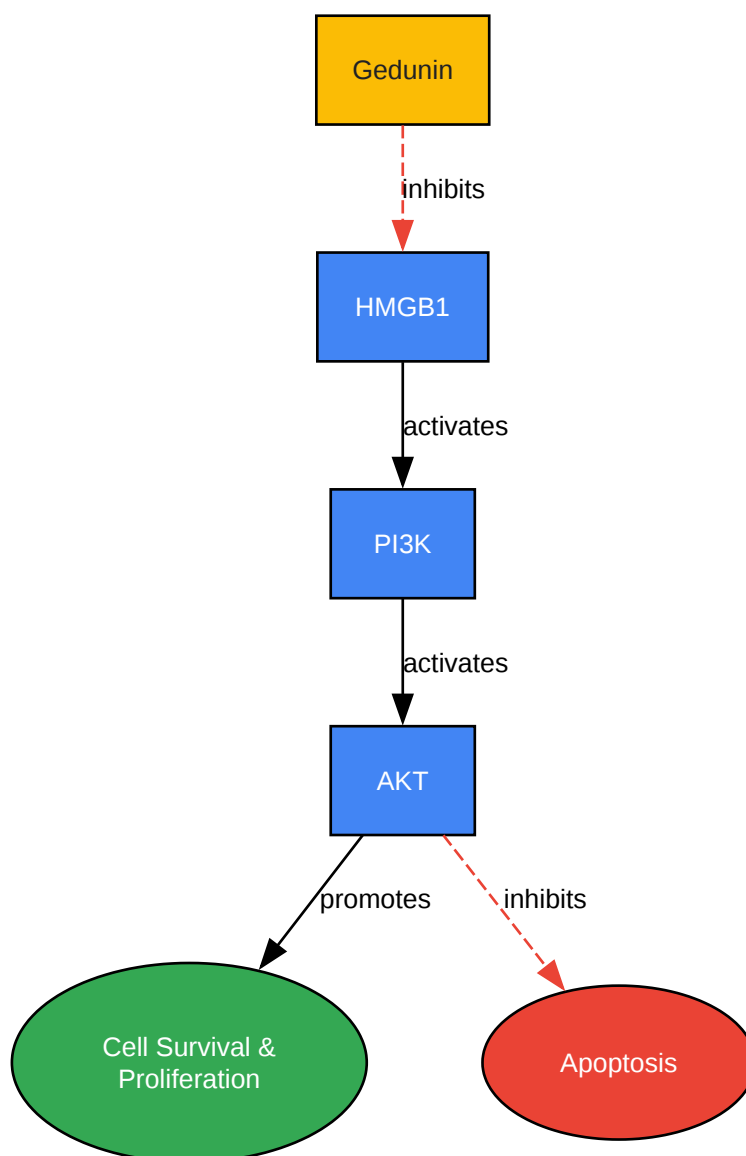 Gedunin
inhibits
HMGB1
activates
PI3K
activates
AKT
promotes
inhibits
Cell Survival &
Proliferation
Apoptosis